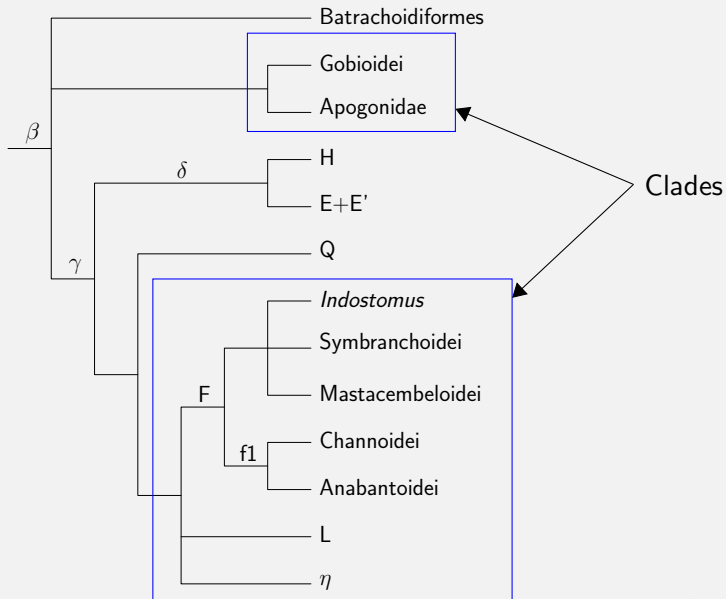 Batrachoidiformes
Gobioidei
Apogonidae
β
H
δ
E+E'
Clades
Q
γ
Indostomus
Symbranchoidei
F
Mastacembeloidei
Channoidei
f1
Anabantoidei
L
η